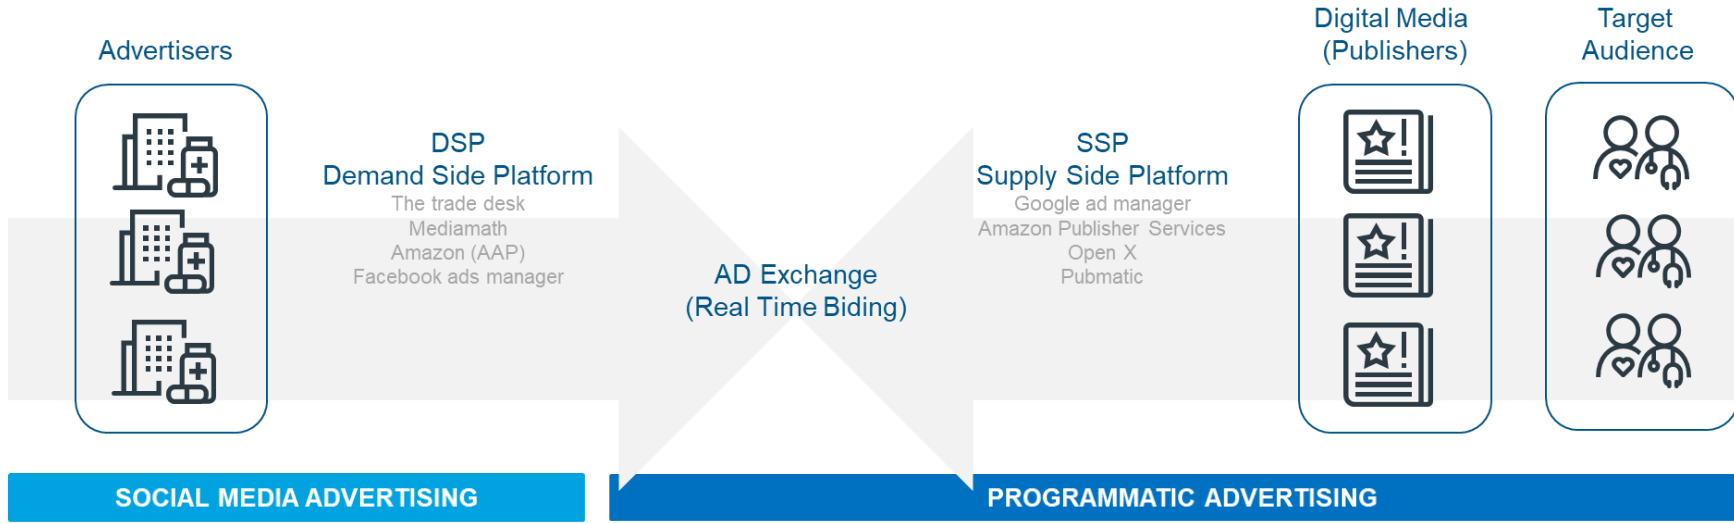 Advertisers
DSP
Demand Side Platform
The trade desk
Mediamath
Amazon (AAP)
Facebook ads manager
AD Exchange
(Real Time Biding)
SSP
Supply Side Platform
Google ad manager
Amazon Publisher Services
Open X
Pubmatic
Digital Media
(Publishers)
Target
Audience
SOCIAL MEDIA ADVERTISING
PROGRAMMATIC ADVERTISING